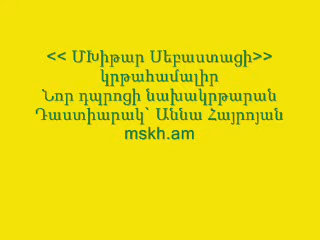 << ՄԽիթար Սեբաստացի>>
կրթահամալիր
Նոր դպրոցի նախակրթարան
Դաստիարակ` Աննա Հայրոյան
mskh.am